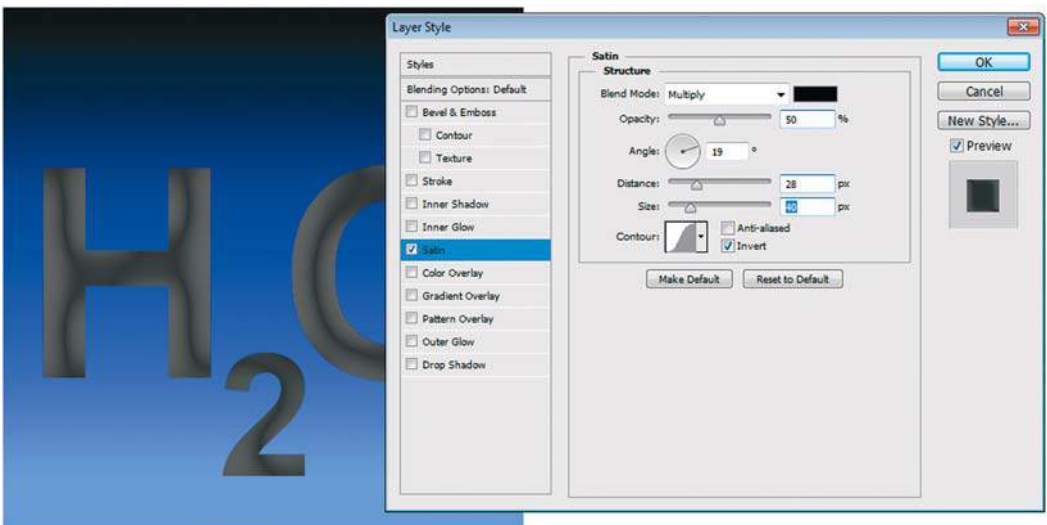 Layer Style
H2O
Styles
Blending Options: Default
Bevel & Emboss
Contour
Texture
Stroke
Inner Shadow
Inner Glow
Satin
Color Overlay
Gradient Overlay
Pattern Overlay
Outer Glow
Drop Shadow
Satin
Structure
Blend Mode: Multiply
Opacity: 50 %
Angle: 19 °
Distance: 28 px
Size: 40 px
Contour: Anti-aliased
Invert
Make Default Reset to Default
OK
Cancel
New Style...
Preview